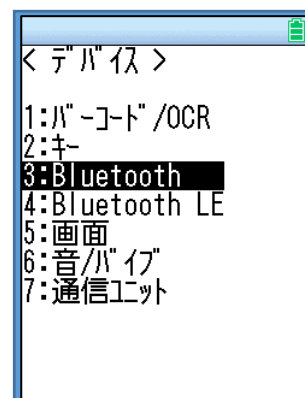 < ﾃﾞﾊﾞｲｽ >
1:ﾊﾞｰｺｰﾄﾞ/OCR
2:ｷｰ
3:Bluetooth
4:Bluetooth LE
5:画面
6:音/ﾊﾞｲﾌﾞ
7:通信ﾕﾆｯﾄ